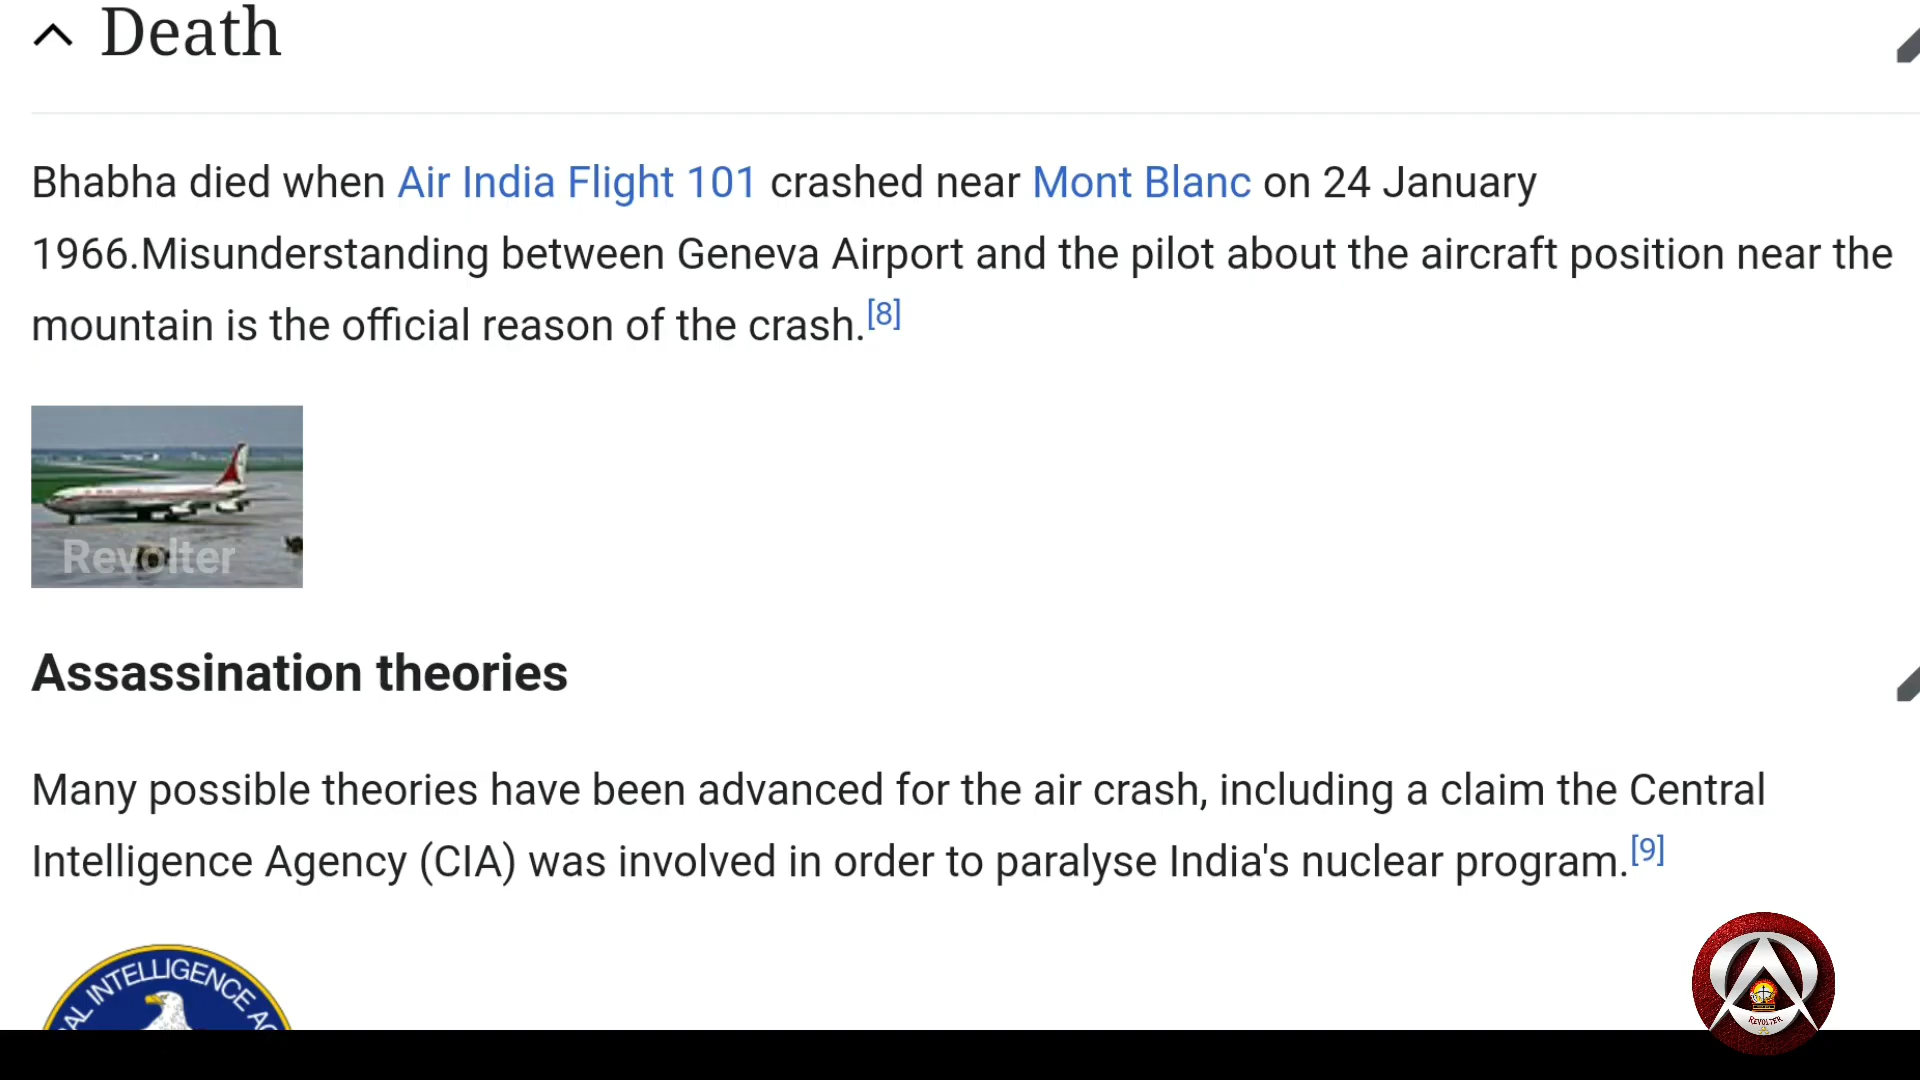 Death
Bhabha died when Air India Flight 101 crashed near Mont Blanc on 24 January
1966.Misunderstanding between Geneva Airport and the pilot about the aircraft position near the
mountain is the official reason of the crash.[8]
Revolter
Assassination theories
Many possible theories have been advanced for the air crash, including a claim the Central
Intelligence Agency (CIA) was involved in order to paralyse India's nuclear program.[9]
AL INTELLIGENCE AG
REVOLTER